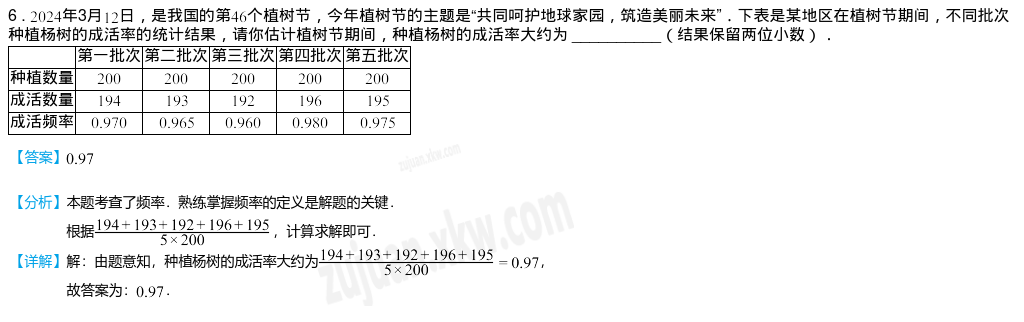 6．2024年3月12日，是我国的第46个植树节，今年植树节的主题是“共同呵护地球家园，筑造美丽未来”．下表是某地区在植树节期间，不同批次
种植杨树的成活率的统计结果，请你估计植树节期间，种植杨树的成活率大约为 ____________（结果保留两位小数）．
第一批次 第二批次 第三批次 第四批次 第五批次
种植数量 200 200 200 200 200
成活数量 194 193 192 196 195
成活频率 0.970 0.965 0.960 0.980 0.975
【答案】0.97
【分析】本题考查了频率．熟练掌握频率的定义是解题的关键．
根据 (194+193+192+196+195)/(5×200)，计算求解即可．
【详解】解：由题意知，种植杨树的成活率大约为 (194+193+192+196+195)/(5×200) = 0.97，
故答案为：0.97．
zujuan.xkw.com
zujuan.xkw.com